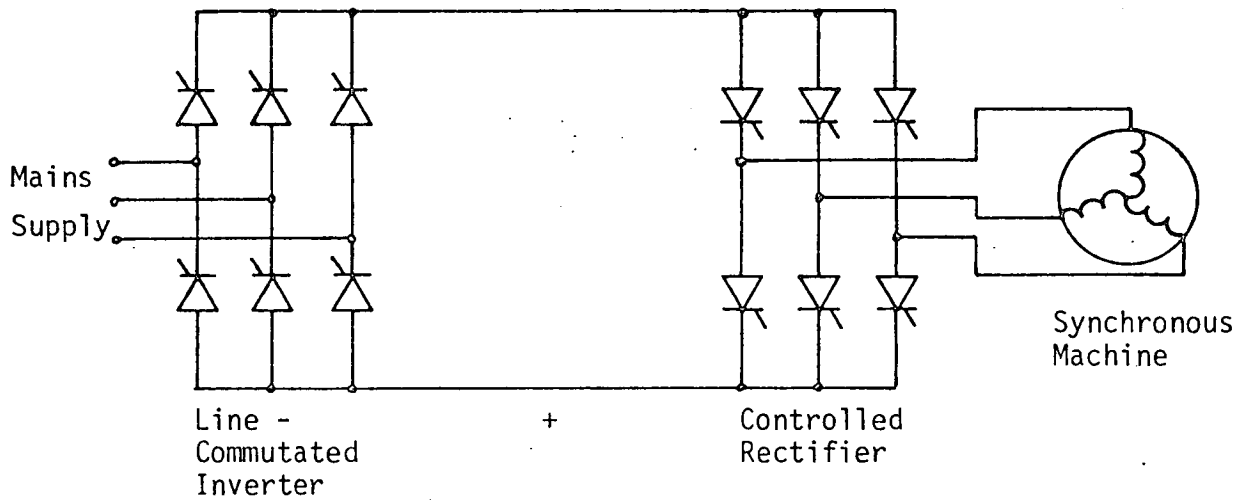 Mains
Supply
Synchronous
Machine
Line -
Commutated
Inverter
+
Controlled
Rectifier